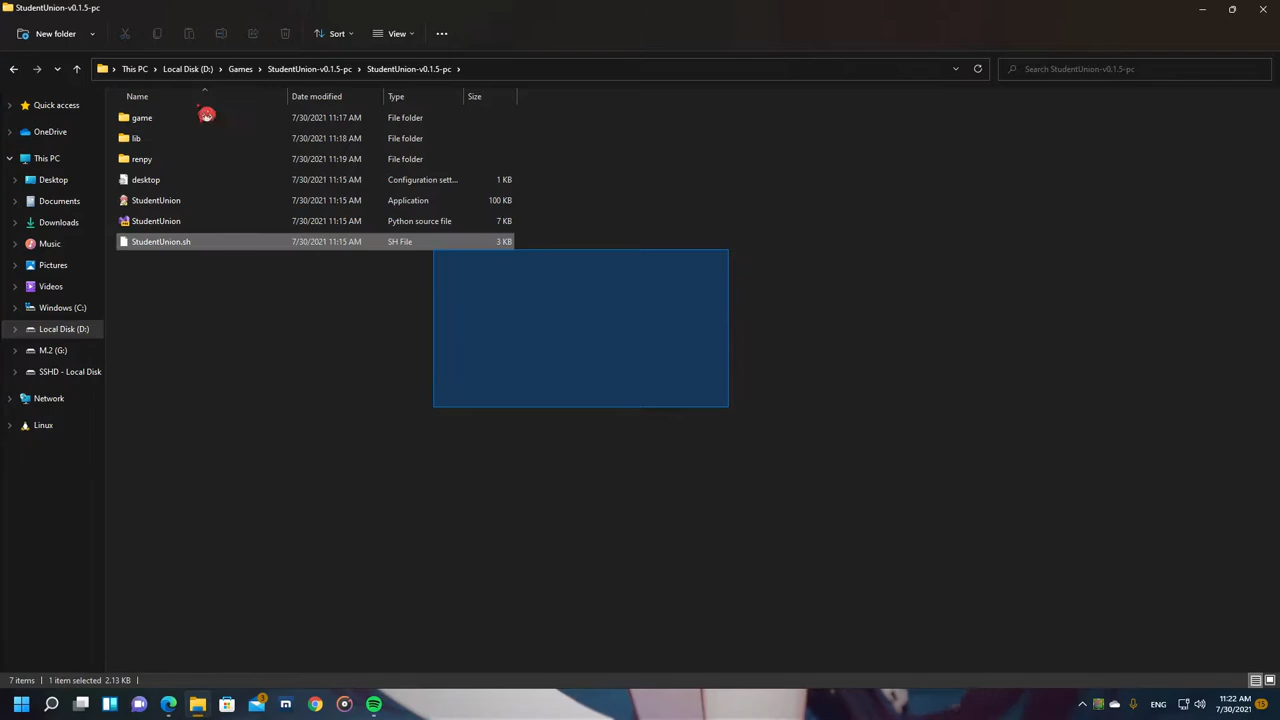 StudentUnion-v0.1.5-pc
New folder
Sort
View
This PC
Local Disk (D:)
Games
StudentUnion-v0.1.5-pc
StudentUnion-v0.1.5-pc
Search StudentUnion-v0.1.5-pc
Name
Date modified
Type
Size
Quick access
OneDrive
This PC
Desktop
Documents
Downloads
Music
Pictures
Videos
Windows (C:)
Local Disk (D:)
M.2 (G:)
SSHD - Local Disk
Network
Linux
game 7/30/2021 11:17 AM File folder
lib 7/30/2021 11:18 AM File folder
renpy 7/30/2021 11:19 AM File folder
desktop 7/30/2021 11:15 AM Configuration sett... 1 KB
StudentUnion 7/30/2021 11:15 AM Application 100 KB
StudentUnion 7/30/2021 11:15 AM Python source file 7 KB
StudentUnion.sh 7/30/2021 11:15 AM SH File 3 KB
7 items
1 item selected 2.13 KB
3
ENG
11:22 AM
7/30/2021
15